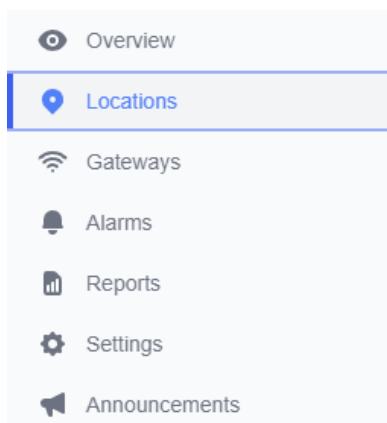 Overview
Locations
Gateways
Alarms
Reports
Settings
Announcements